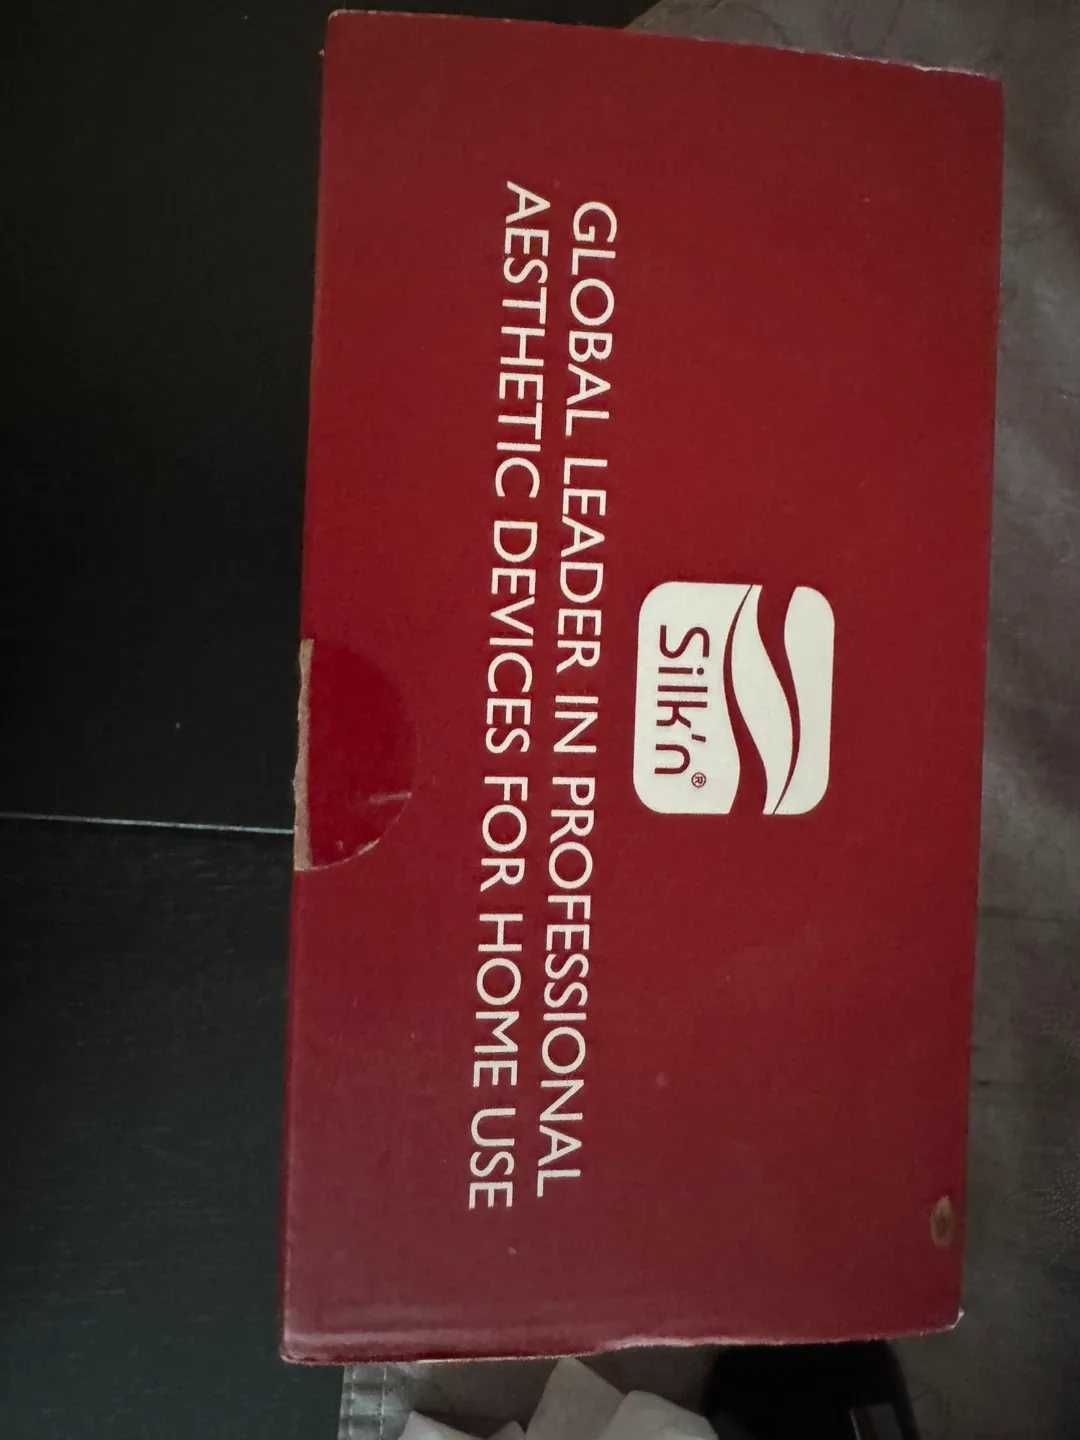 Silk'n®
GLOBAL LEADER IN PROFESSIONAL
AESTHETIC DEVICES FOR HOME USE